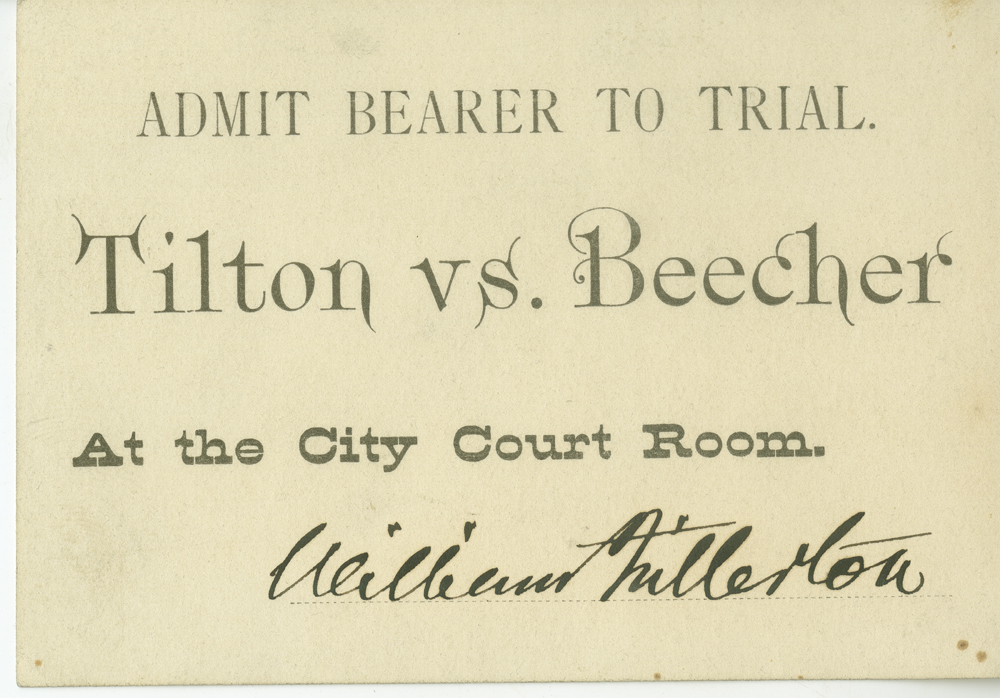 ADMIT BEARER TO TRIAL.
Tilton vs. Beecher
At the City Court Room.
William Fullerton